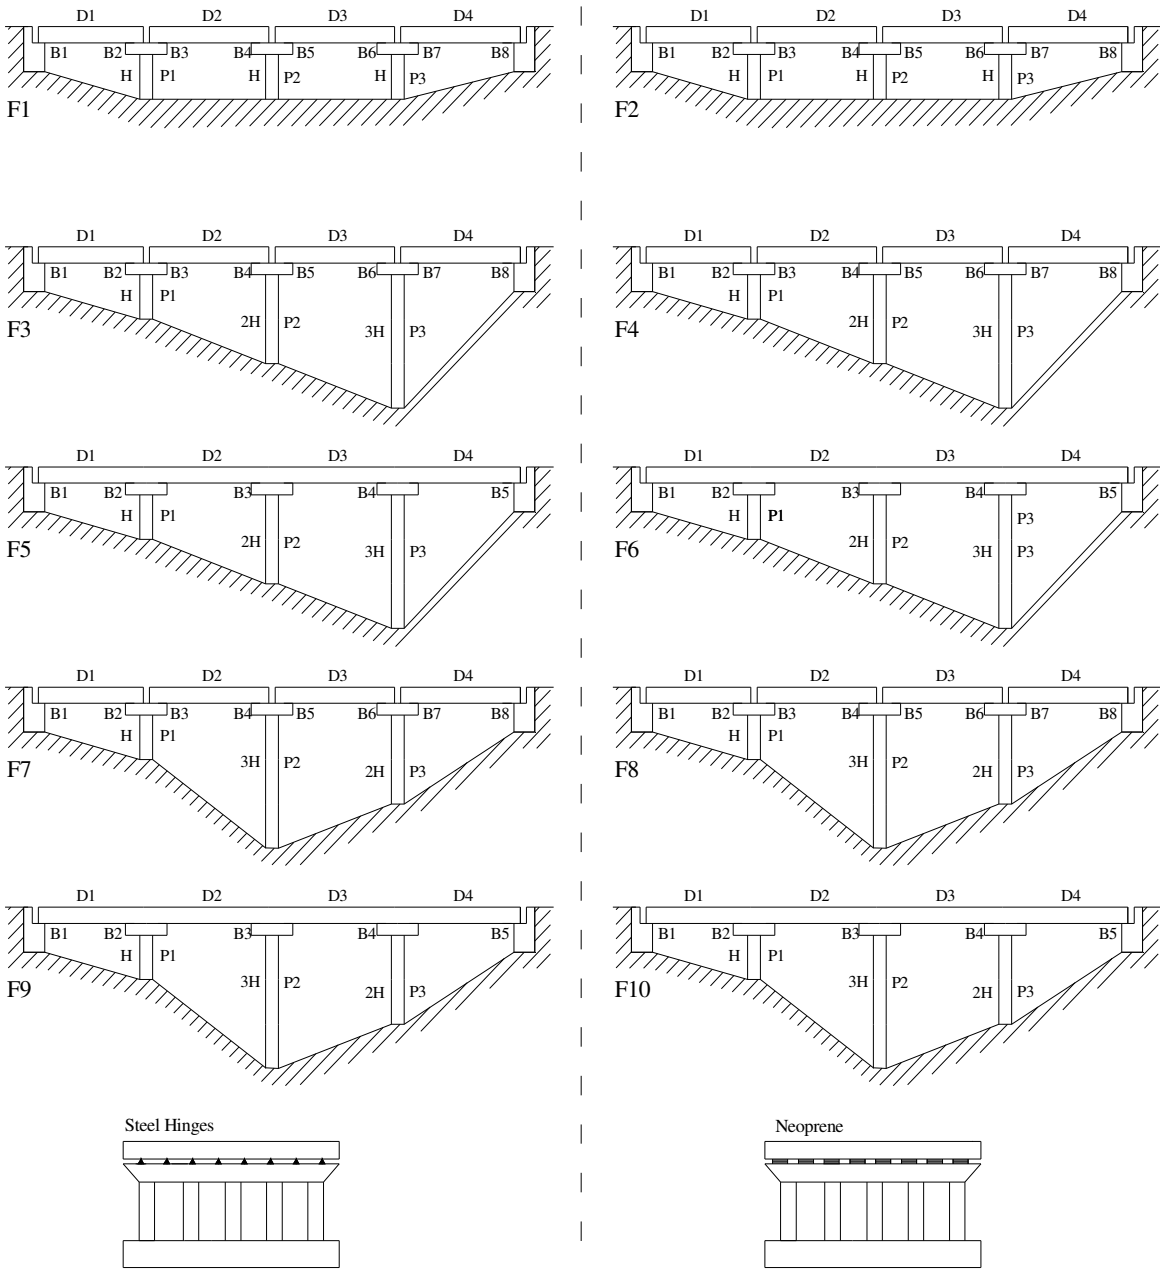 D1 D2 D3 D4
B1 B2 B3 B4 B5 B6 B7 B8
H P1 H P2 H P3
F1
D1 D2 D3 D4
B1 B2 B3 B4 B5 B6 B7 B8
H P1 H P2 H P3
F2
D1 D2 D3 D4
B1 B2 B3 B4 B5 B6 B7 B8
H P1
2H P2 3H P3
F3
D1 D2 D3 D4
B1 B2 B3 B4 B5 B6 B7 B8
H P1
2H P2 3H P3
F4
D1 D2 D3 D4
B1 B2 B3 B4 B5
H P1
2H P2 3H P3
F5
D1 D2 D3 D4
B1 B2 B3 B4 B5
H P1 P3
2H P2 3H P3
F6
D1 D2 D3 D4
B1 B2 B3 B4 B5 B6 B7 B8
H P1
3H P2 2H P3
F7
D1 D2 D3 D4
B1 B2 B3 B4 B5 B6 B7 B8
H P1
3H P2 2H P3
F8
D1 D2 D3 D4
B1 B2 B3 B4 B5
H P1
3H P2 2H P3
F9
D1 D2 D3 D4
B1 B2 B3 B4 B5
H P1
3H P2 2H P3
F10
Steel Hinges
Neoprene